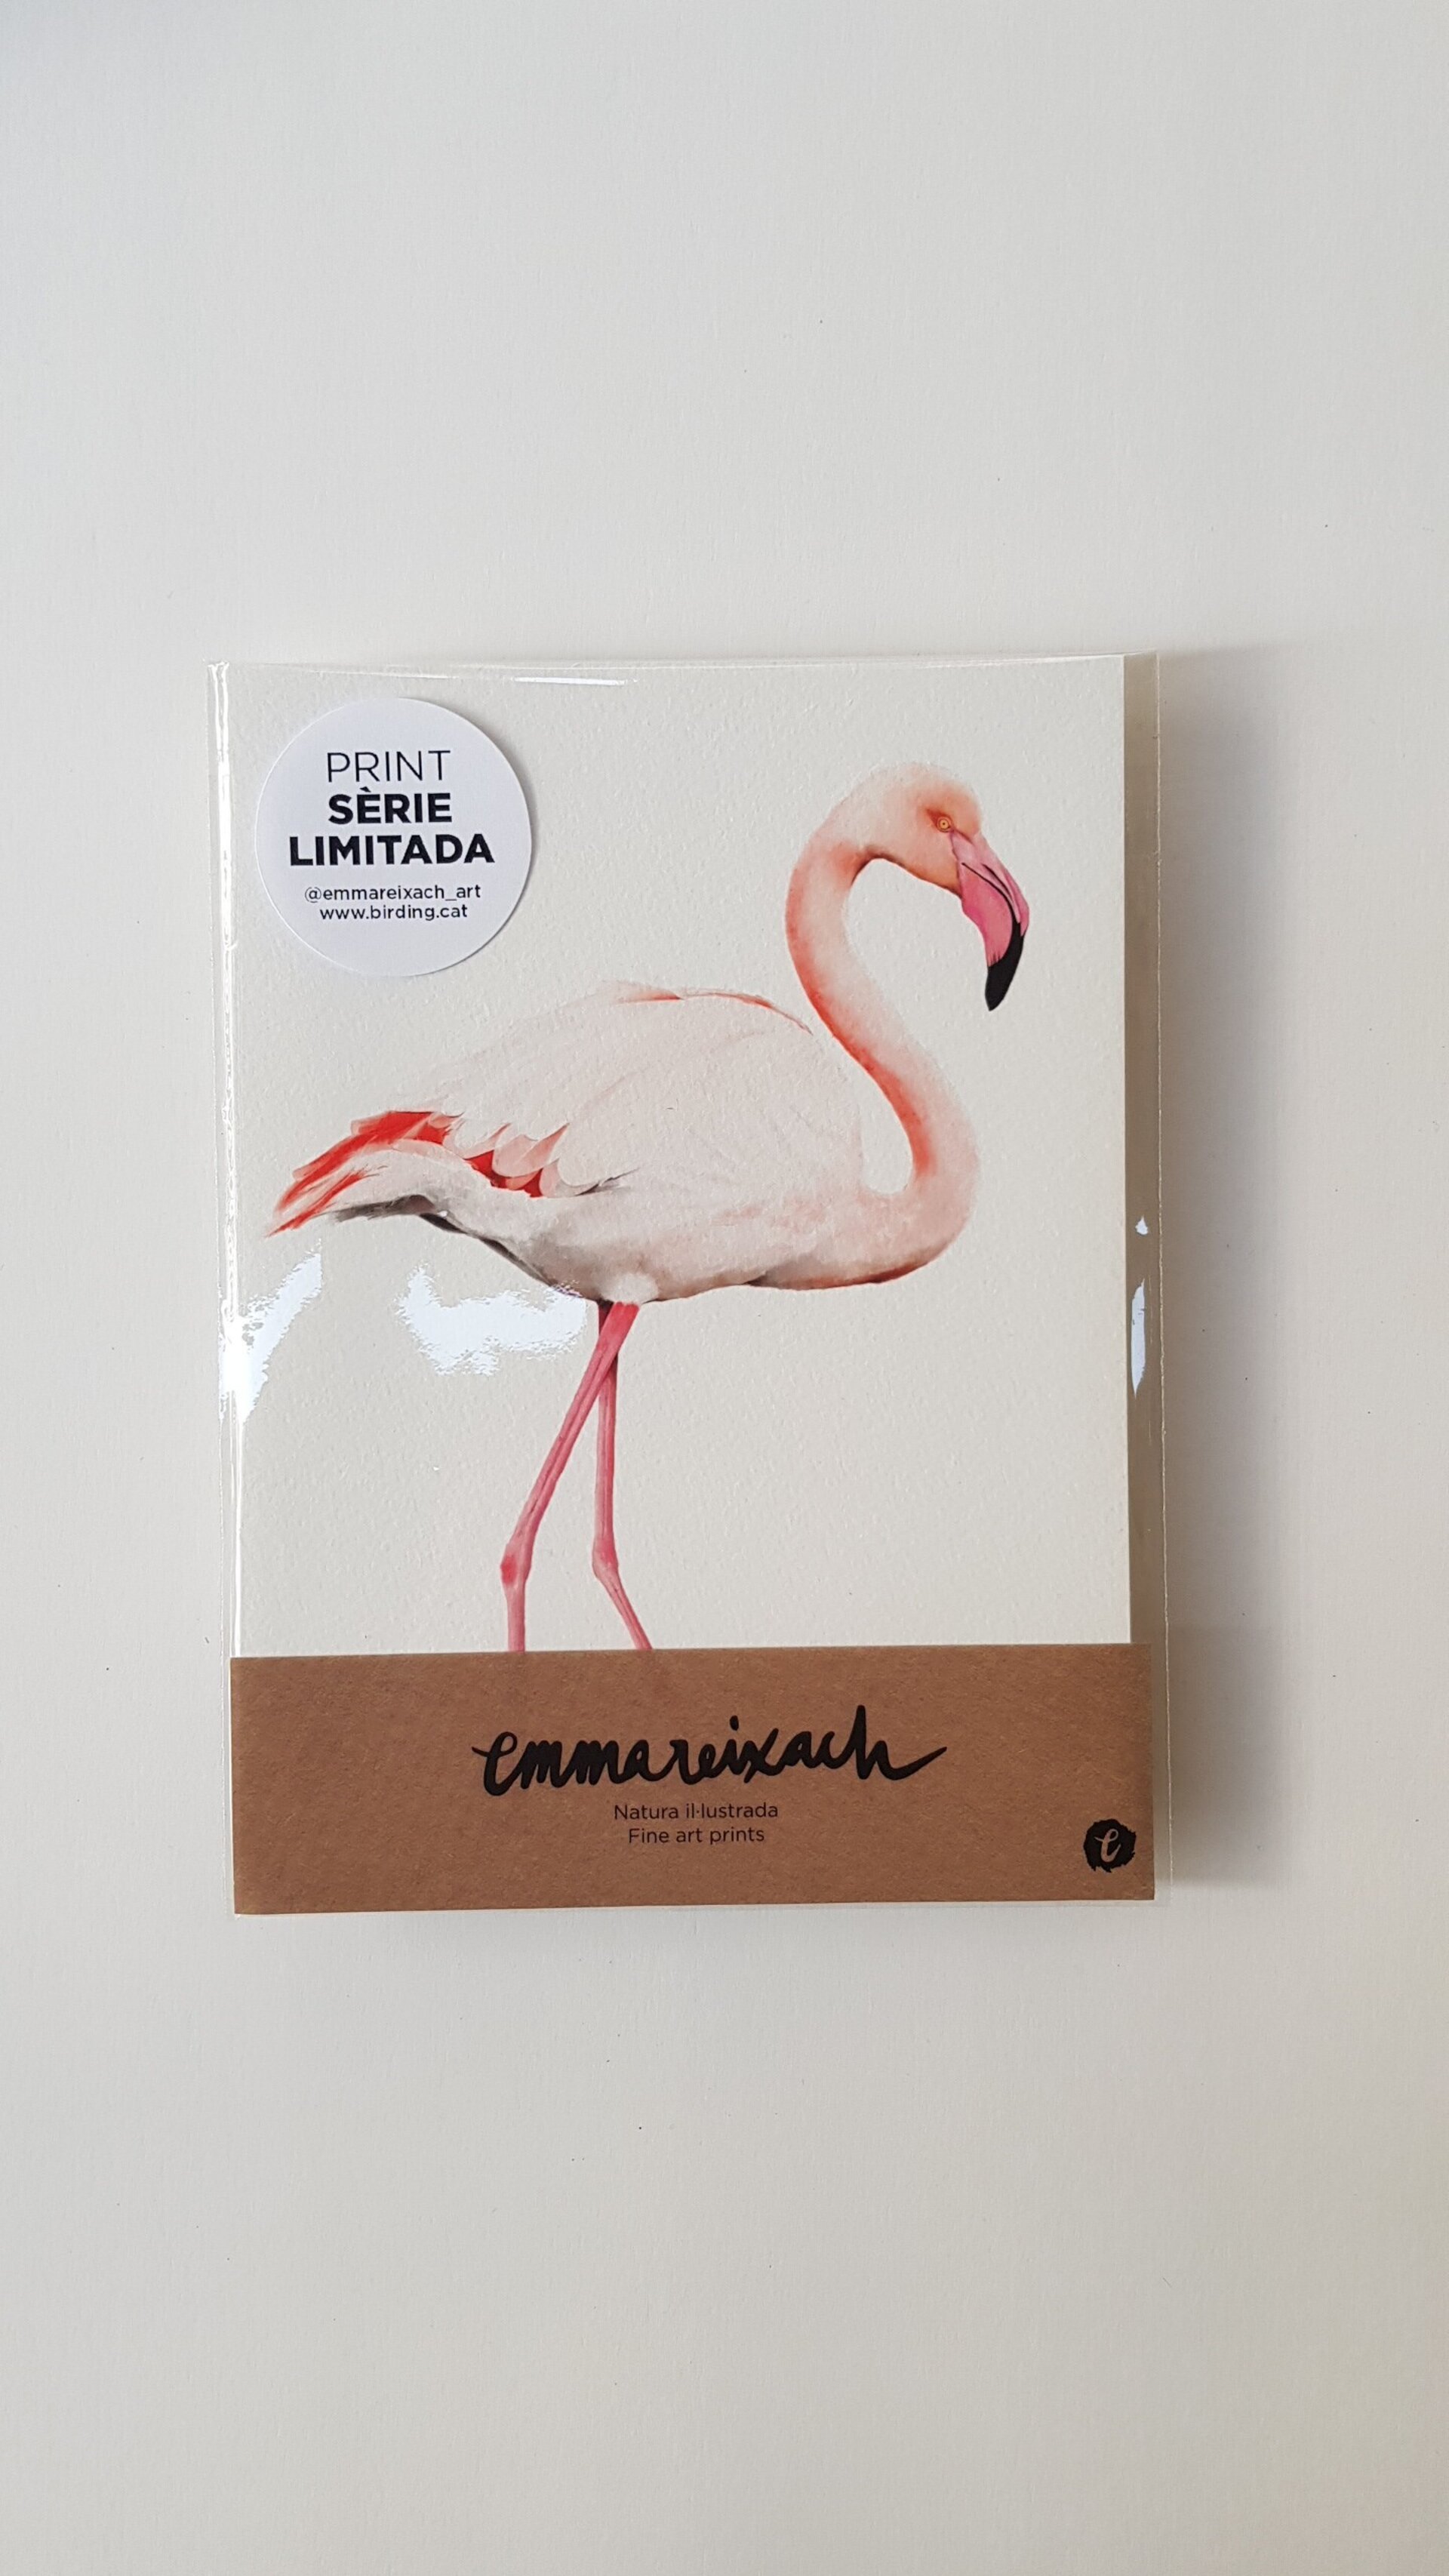 PRINT
SÈRIE
LIMITADA
@emmareixach_art
www.birding.cat
emmareixach
Natura il·lustrada
Fine art prints
e